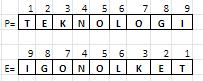 1 2 3 4 5 6 7 8 9
P= T E K N O L O G I
9 8 7 4 5 6 3 2 1
E= I G O N O L K E T